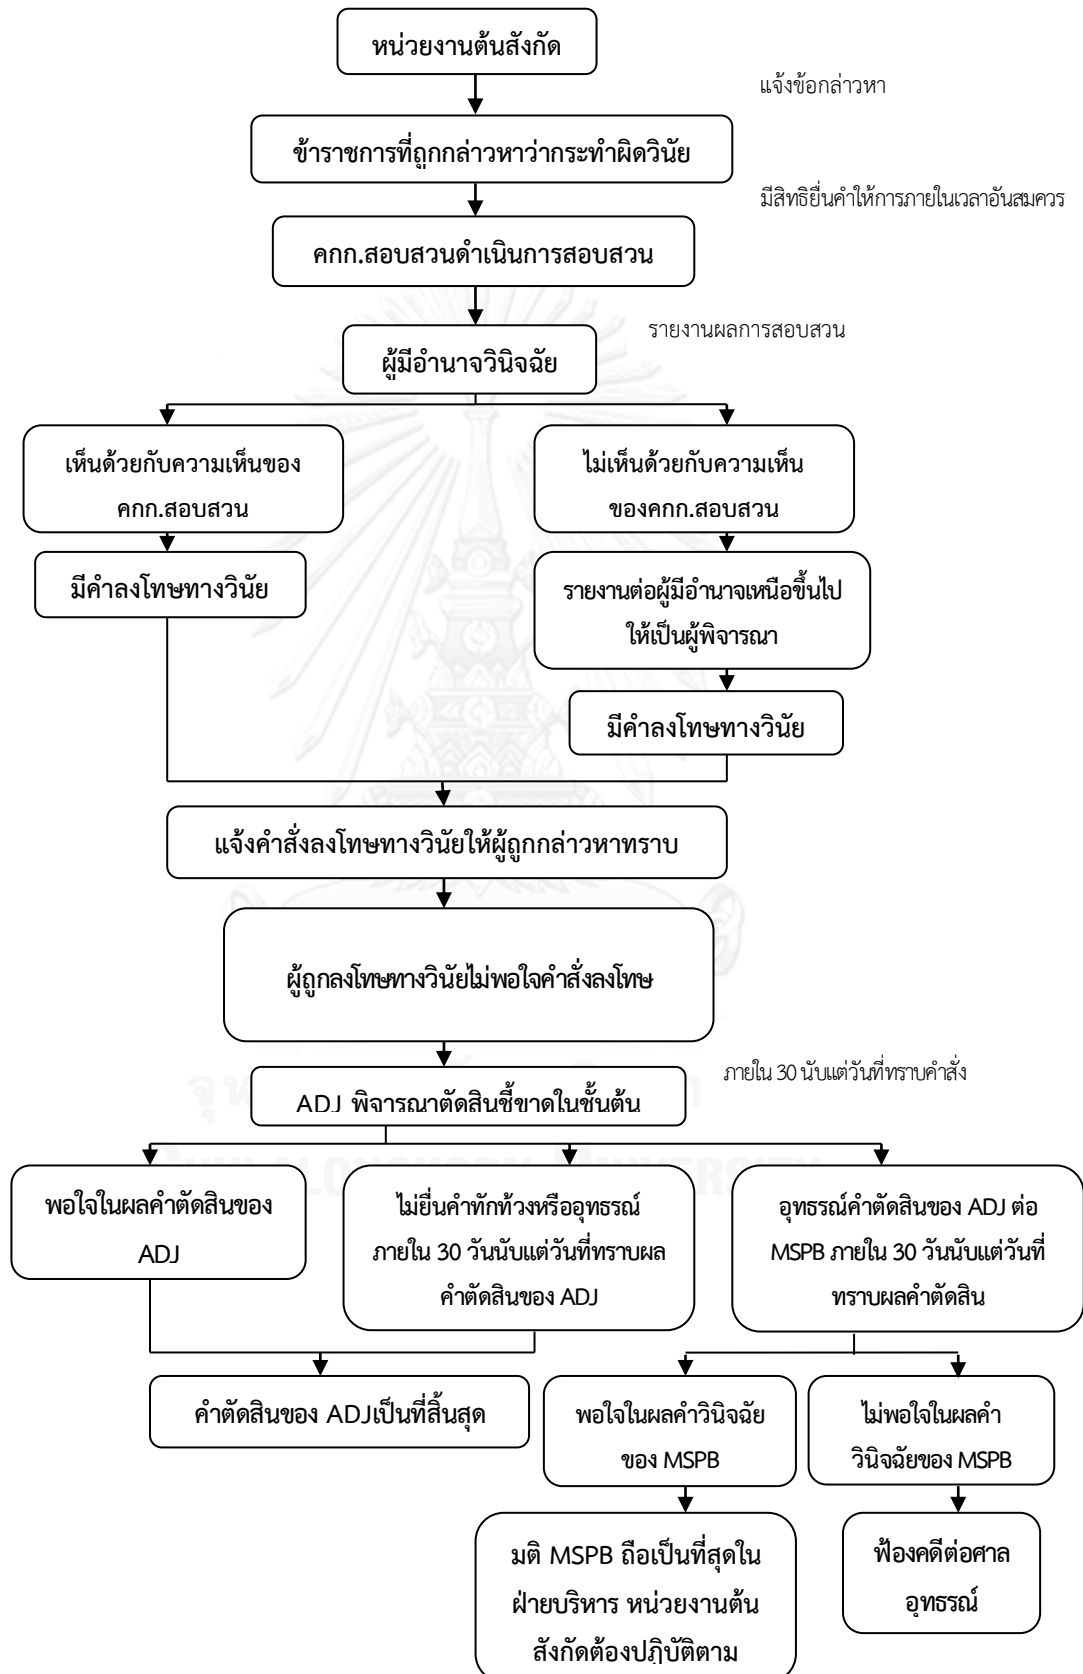 หน่วยงานต้นสังกัด
แจ้งข้อกล่าวหา
ข้าราชการที่ถูกกล่าวหาว่ากระทำผิดวินัย
มีสิทธิยื่นคำให้การภายในเวลาอันสมควร
คกก.สอบสวนดำเนินการสอบสวน
รายงานผลการสอบสวน
ผู้มีอำนาจวินิจฉัย
เห็นด้วยกับความเห็นของ
คกก.สอบสวน
ไม่เห็นด้วยกับความเห็น
ของคกก.สอบสวน
มีคำลงโทษทางวินัย
รายงานต่อผู้มีอำนาจเหนือขึ้นไป
ให้เป็นผู้พิจารณา
มีคำลงโทษทางวินัย
แจ้งคำสั่งลงโทษทางวินัยให้ผู้ถูกกล่าวหาทราบ
ผู้ถูกลงโทษทางวินัยไม่พอใจคำสั่งลงโทษ
ภายใน 30 นับแต่วันที่ทราบคำสั่ง
ADJ พิจารณาตัดสินชี้ขาดในชั้นต้น
พอใจในผลคำตัดสินของ
ADJ
ไม่ยื่นคำทักท้วงหรืออุทธรณ์
ภายใน 30 วันนับแต่วันที่ทราบผล
คำตัดสินของ ADJ
อุทธรณ์คำตัดสินของ ADJ ต่อ
MSPB ภายใน 30 วันนับแต่วันที่
ทราบผลคำตัดสิน
คำตัดสินของ ADJเป็นที่สิ้นสุด
พอใจในผลคำวินิจฉัย
ของ MSPB
ไม่พอใจในผลคำ
วินิจฉัยของ MSPB
มติ MSPB ถือเป็นที่สุดใน
ฝ่ายบริหาร หน่วยงานต้น
สังกัดต้องปฏิบัติตาม
ฟ้องคดีต่อศาล
อุทธรณ์